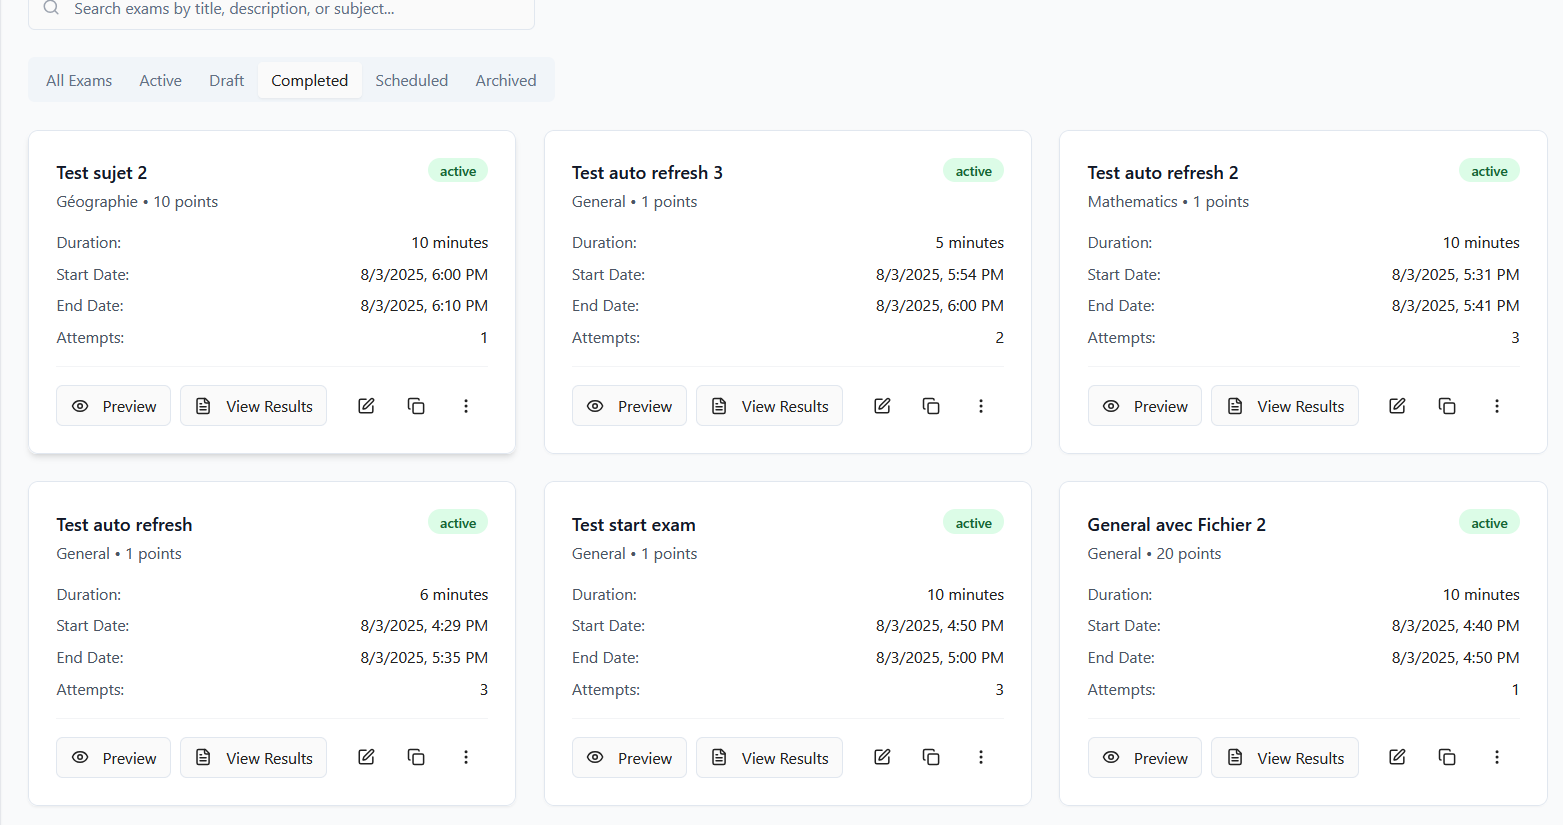 Search exams by title, description, or subject...
All Exams Active Draft Completed Scheduled Archived
Test sujet 2 active
Géographie • 10 points
Duration: 10 minutes
Start Date: 8/3/2025, 6:00 PM
End Date: 8/3/2025, 6:10 PM
Attempts: 1
Preview View Results
Test auto refresh 3 active
General • 1 points
Duration: 5 minutes
Start Date: 8/3/2025, 5:54 PM
End Date: 8/3/2025, 6:00 PM
Attempts: 2
Preview View Results
Test auto refresh 2 active
Mathematics • 1 points
Duration: 10 minutes
Start Date: 8/3/2025, 5:31 PM
End Date: 8/3/2025, 5:41 PM
Attempts: 3
Preview View Results
Test auto refresh active
General • 1 points
Duration: 6 minutes
Start Date: 8/3/2025, 4:29 PM
End Date: 8/3/2025, 5:35 PM
Attempts: 3
Preview View Results
Test start exam active
General • 1 points
Duration: 10 minutes
Start Date: 8/3/2025, 4:50 PM
End Date: 8/3/2025, 5:00 PM
Attempts: 3
Preview View Results
General avec Fichier 2 active
General • 20 points
Duration: 10 minutes
Start Date: 8/3/2025, 4:40 PM
End Date: 8/3/2025, 4:50 PM
Attempts: 1
Preview View Results